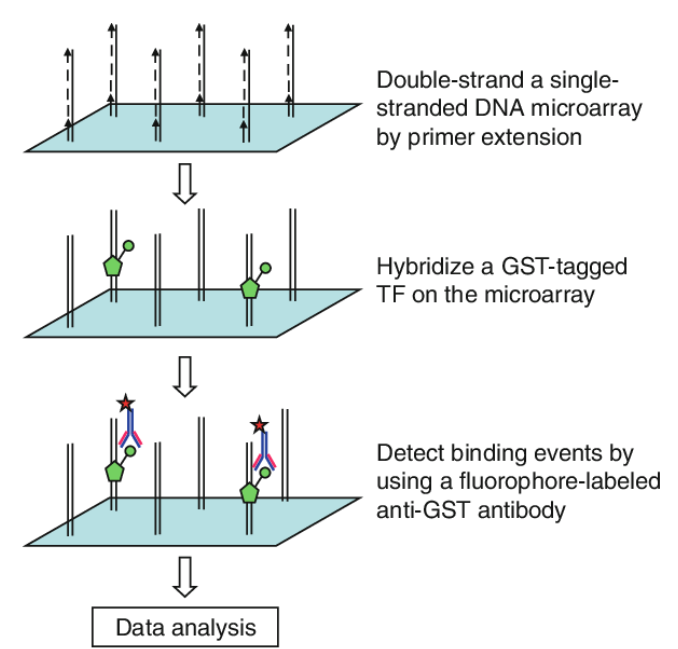 Double-strand a single-
stranded DNA microarray
by primer extension
Hybridize a GST-tagged
TF on the microarray
Detect binding events by
using a fluorophore-labeled
anti-GST antibody
Data analysis